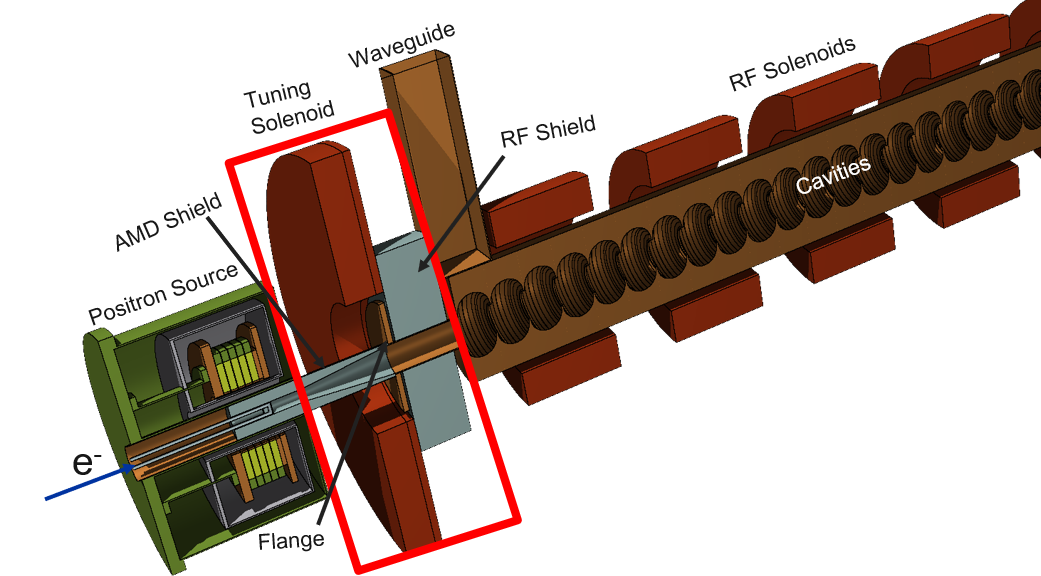 Waveguide
Tuning
Solenoid
RF Solenoids
RF Shield
Cavities
AMD Shield
Positron Source
e-
Flange